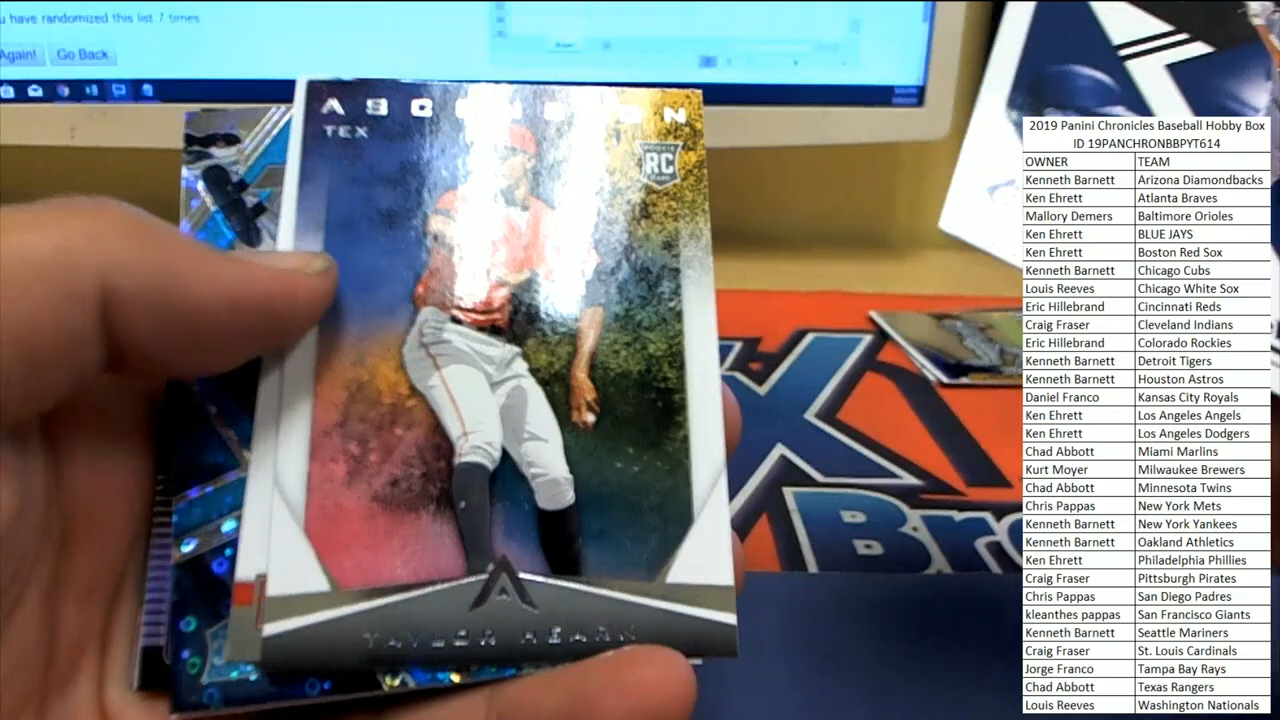 u have randomized this list 7 times
Again!
Go Back
ASCENSION
TEX
ROOKIE
RC
TAYLOR HEARN
Bre
2019 Panini Chronicles Baseball Hobby Box
ID 19PANCHRONBBPYT614
OWNER TEAM
Kenneth Barnett Arizona Diamondbacks
Ken Ehrett Atlanta Braves
Mallory Demers Baltimore Orioles
Ken Ehrett BLUE JAYS
Ken Ehrett Boston Red Sox
Kenneth Barnett Chicago Cubs
Louis Reeves Chicago White Sox
Eric Hillebrand Cincinnati Reds
Craig Fraser Cleveland Indians
Eric Hillebrand Colorado Rockies
Kenneth Barnett Detroit Tigers
Kenneth Barnett Houston Astros
Daniel Franco Kansas City Royals
Ken Ehrett Los Angeles Angels
Ken Ehrett Los Angeles Dodgers
Chad Abbott Miami Marlins
Kurt Moyer Milwaukee Brewers
Chad Abbott Minnesota Twins
Chris Pappas New York Mets
Kenneth Barnett New York Yankees
Kenneth Barnett Oakland Athletics
Ken Ehrett Philadelphia Phillies
Craig Fraser Pittsburgh Pirates
Chris Pappas San Diego Padres
kleanthes pappas San Francisco Giants
Kenneth Barnett Seattle Mariners
Craig Fraser St. Louis Cardinals
Jorge Franco Tampa Bay Rays
Chad Abbott Texas Rangers
Louis Reeves Washington Nationals